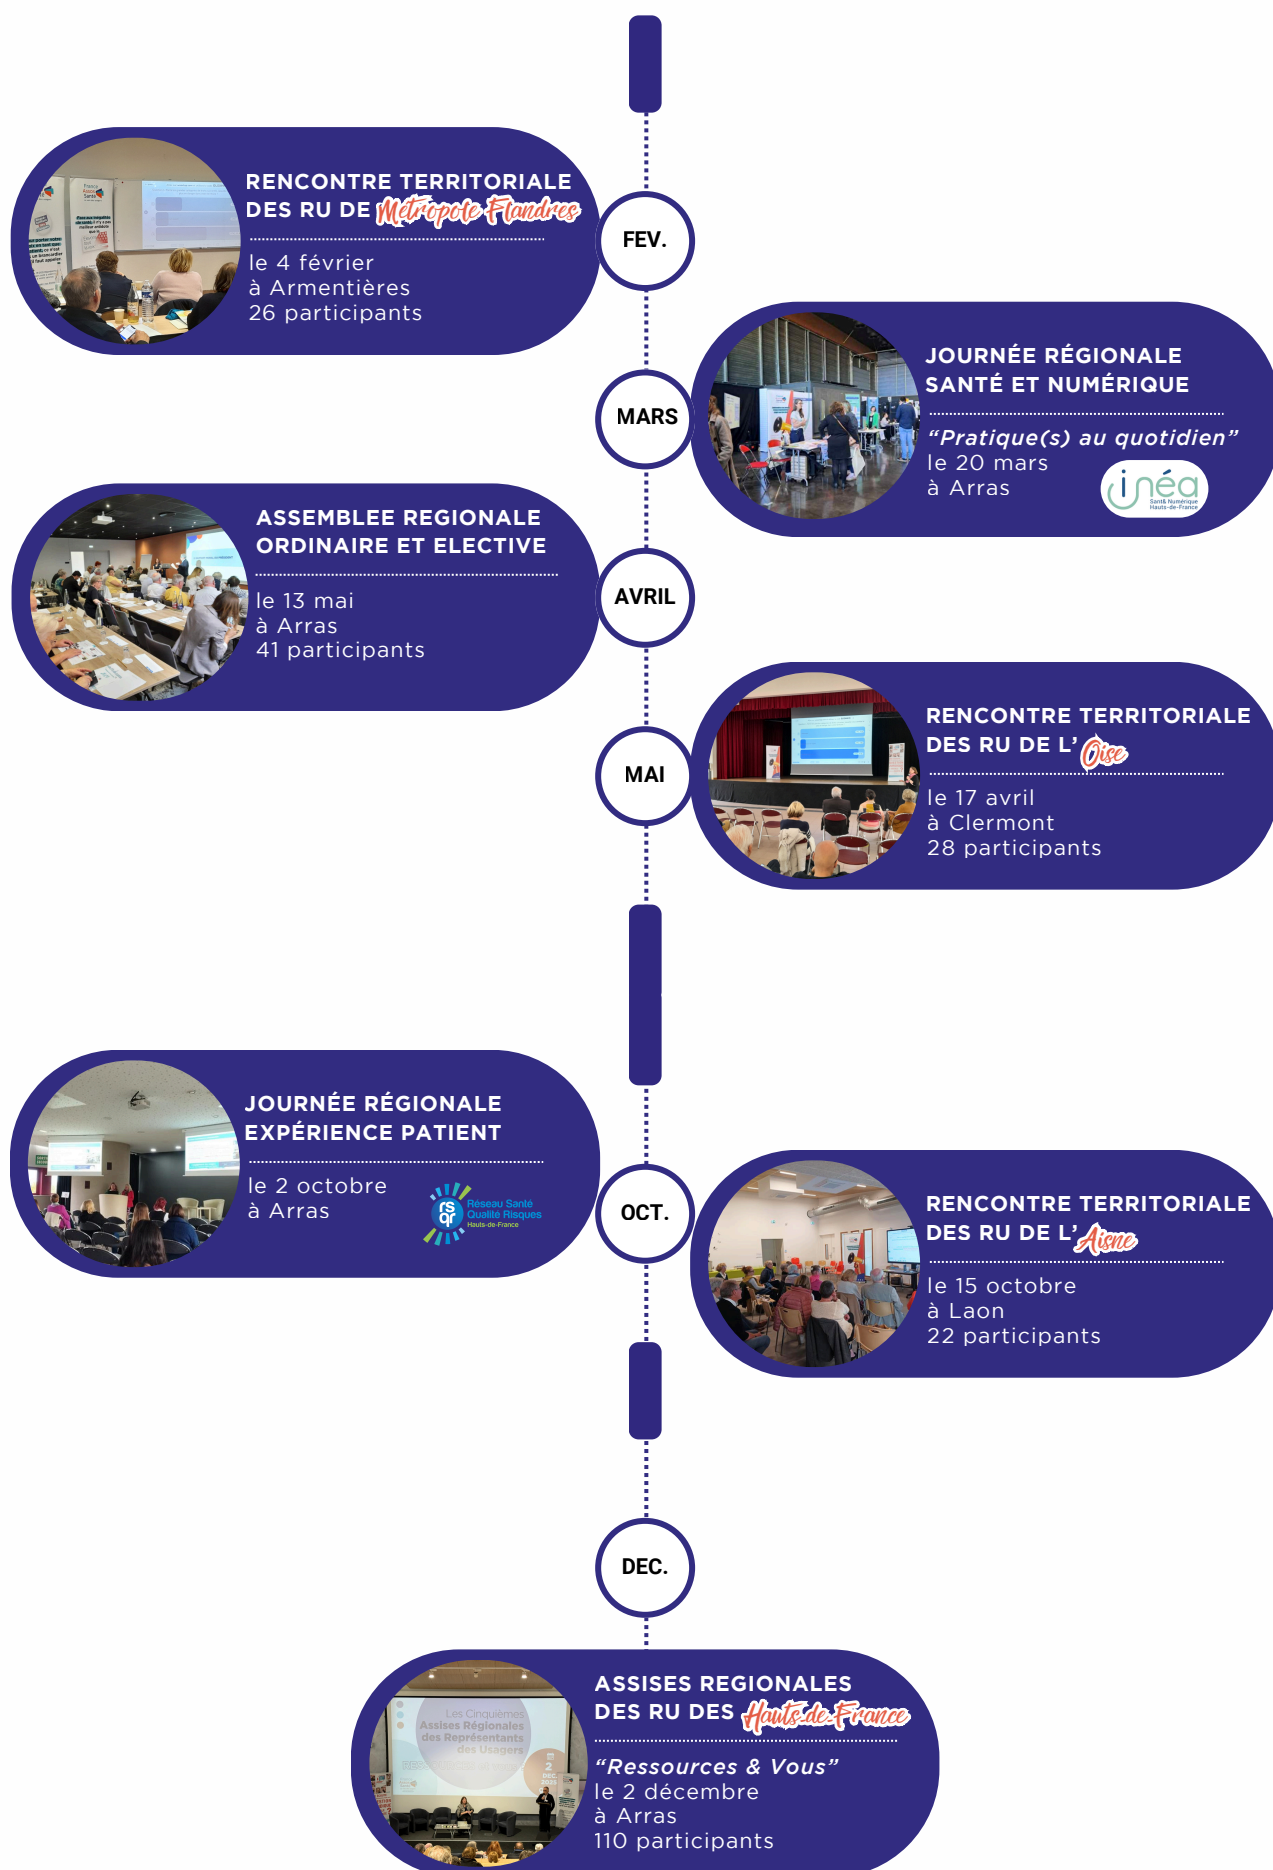 RENCONTRE TERRITORIALE
DES RU DE Métropole Flandres
le 4 février
à Armentières
26 participants
FEV.
JOURNÉE RÉGIONALE
SANTÉ ET NUMÉRIQUE
“Pratique(s) au quotidien”
le 20 mars
à Arras
inéa
Santé Numérique
Hauts-de-France
MARS
ASSEMBLEE REGIONALE
ORDINAIRE ET ELECTIVE
le 13 mai
à Arras
41 participants
AVRIL
RENCONTRE TERRITORIALE
DES RU DE L’ Oise
le 17 avril
à Clermont
28 participants
MAI
JOURNÉE RÉGIONALE
EXPÉRIENCE PATIENT
le 2 octobre
à Arras
rs
qr
Réseau Santé
Qualité Risques
Hauts-de-France
OCT.
RENCONTRE TERRITORIALE
DES RU DE L’ Aisne
le 15 octobre
à Laon
22 participants
DEC.
ASSISES REGIONALES
DES RU DES Hauts-de-France
“Ressources & Vous”
le 2 décembre
à Arras
110 participants
Les Cinquièmes
Assises Régionales
des Représentants
des Usagers
2
DEC.
2025